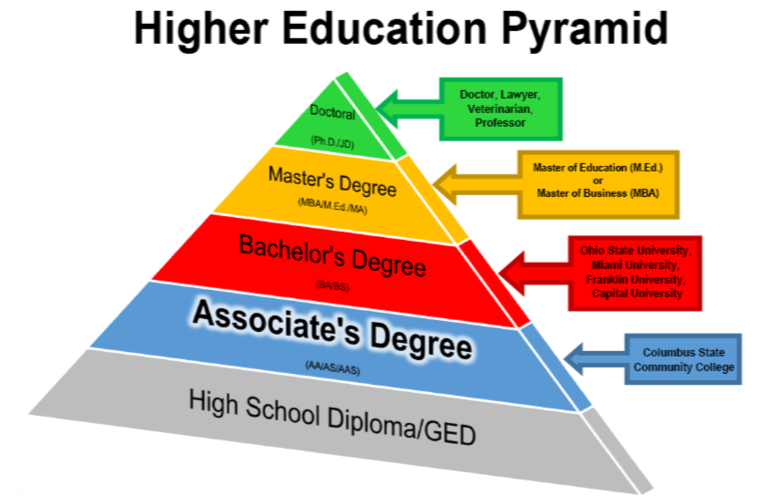 Higher Education Pyramid
Doctoral
(Ph.D./JD)
Doctor, Lawyer,
Veterinarian,
Professor
Master's Degree
(MBA/M.Ed./MA)
Master of Education (M.Ed.)
or
Master of Business (MBA)
Bachelor's Degree
(BA/BS)
Ohio State University,
Miami University,
Franklin University,
Capital University
Associate's Degree
(AA/AS/AAS)
Columbus State
Community College
High School Diploma/GED